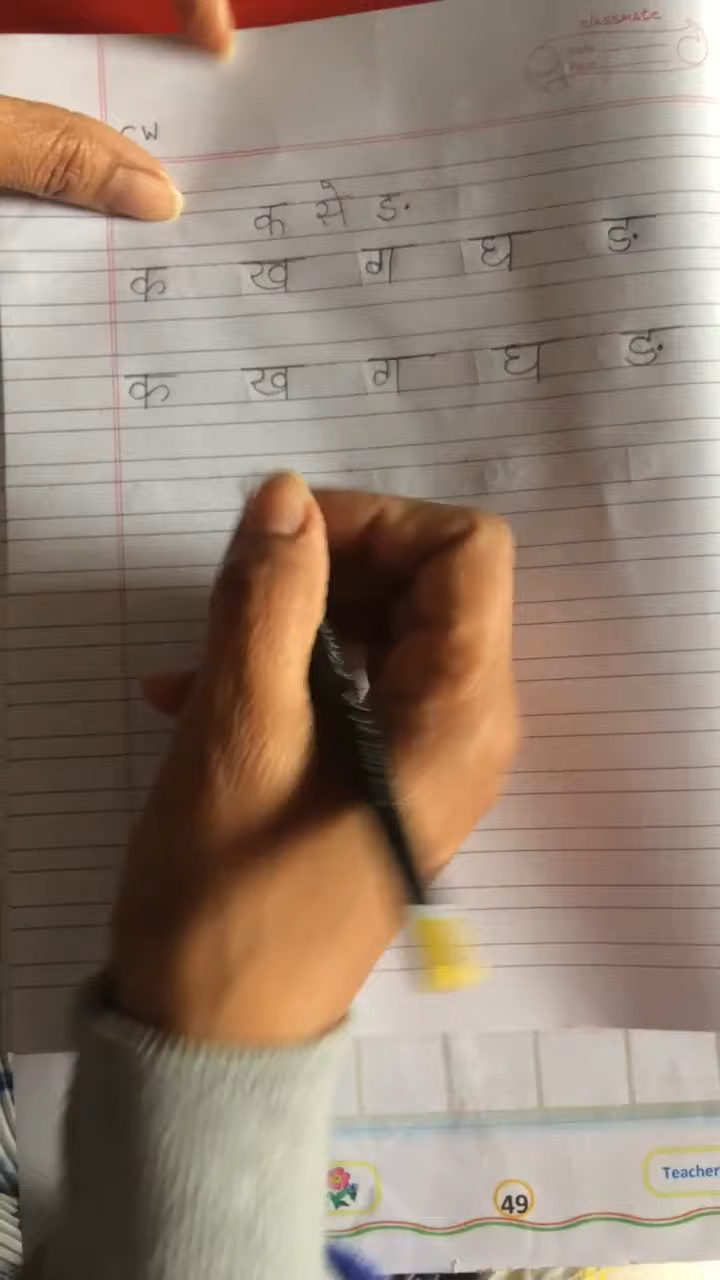 classmate
CW
क से ङ
क ख ग घ ङ
क ख ग घ ङ
49
Teacher